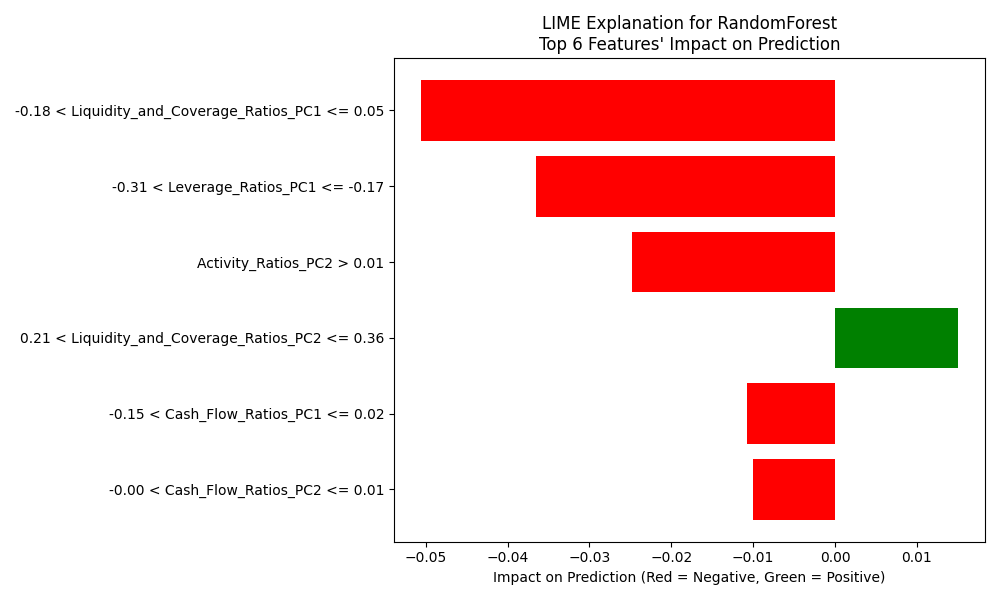 LIME Explanation for RandomForest
Top 6 Features' Impact on Prediction
-0.18 < Liquidity_and_Coverage_Ratios_PC1 <= 0.05
-0.31 < Leverage_Ratios_PC1 <= -0.17
Activity_Ratios_PC2 > 0.01
0.21 < Liquidity_and_Coverage_Ratios_PC2 <= 0.36
-0.15 < Cash_Flow_Ratios_PC1 <= 0.02
-0.00 < Cash_Flow_Ratios_PC2 <= 0.01
−0.05 −0.04 −0.03 −0.02 −0.01 0.00 0.01
Impact on Prediction (Red = Negative, Green = Positive)